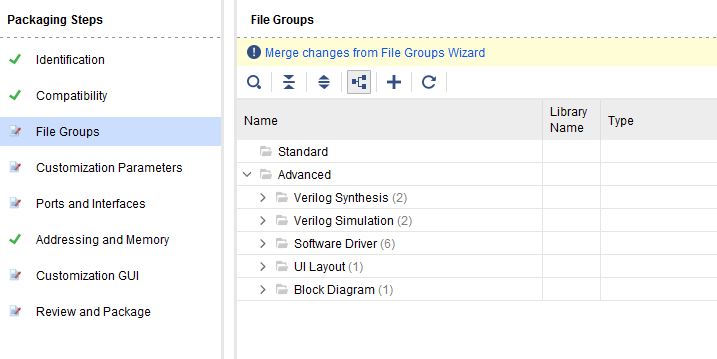 Packaging Steps
Identification
Compatibility
File Groups
Customization Parameters
Ports and Interfaces
Addressing and Memory
Customization GUI
Review and Package
File Groups
Merge changes from File Groups Wizard
Name
Library Name
Type
Standard
Advanced
Verilog Synthesis (2)
Verilog Simulation (2)
Software Driver (6)
UI Layout (1)
Block Diagram (1)